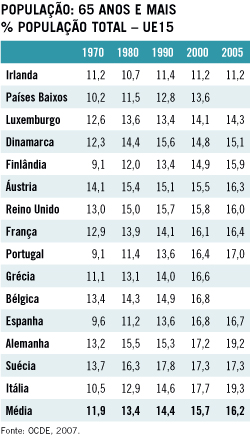 POPULAÇÃO: 65 ANOS E MAIS
% POPULAÇÃO TOTAL – UE15
1970 1980 1990 2000 2005
Irlanda 11,2 10,7 11,4 11,2 11,2
Países Baixos 10,2 11,5 12,8 13,6
Luxemburgo 12,6 13,6 13,4 14,1 14,3
Dinamarca 12,3 14,4 15,6 14,8 15,1
Finlândia 9,1 12,0 13,4 14,9 15,9
Áustria 14,1 15,4 15,1 15,5 16,3
Reino Unido 13,0 15,0 15,7 15,8 16,0
França 12,9 13,9 14,1 16,1 16,4
Portugal 9,1 11,4 13,6 16,4 17,0
Grécia 11,1 13,1 14,0 16,6
Bélgica 13,4 14,3 14,9 16,8
Espanha 9,6 11,2 13,6 16,8 16,7
Alemanha 13,2 15,5 15,3 17,2 19,2
Suécia 13,7 16,3 17,8 17,3 17,3
Itália 10,5 12,9 14,6 17,7 19,3
Média 11,9 13,4 14,4 15,7 16,2
Fonte: OCDE, 2007.